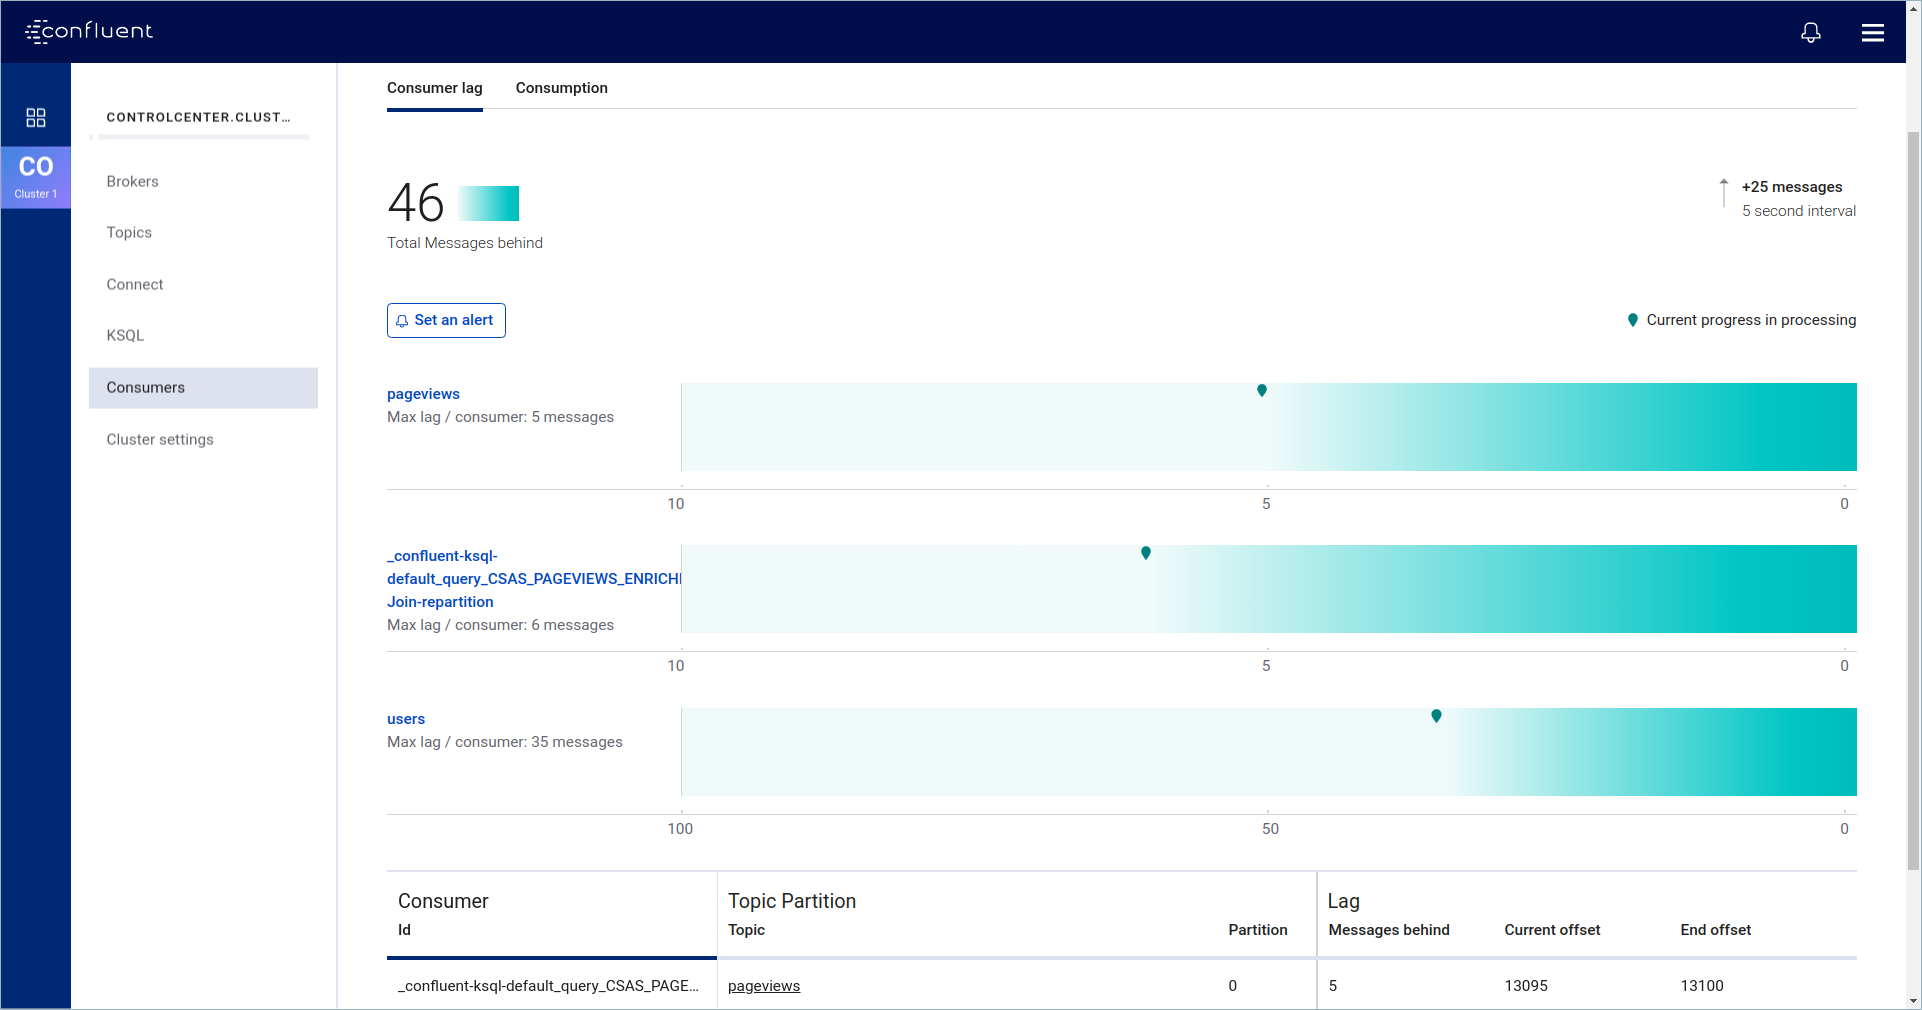 confluent
CONTROLCENTER.CLUST...
CO
Cluster 1
Brokers
Topics
Connect
KSQL
Consumers
Cluster settings
Consumer lag Consumption
46
Total Messages behind
+25 messages
5 second interval
Set an alert
Current progress in processing
pageviews
Max lag / consumer: 5 messages
10 5 0
_confluent-ksql-
default_query_CSAS_PAGEVIEWS_ENRICH
Join-repartition
Max lag / consumer: 6 messages
10 5 0
users
Max lag / consumer: 35 messages
100 50 0
Consumer Topic Partition Lag
Id Topic Partition Messages behind Current offset End offset
_confluent-ksql-default_query_CSAS_PAGE... pageviews 0 5 13095 13100